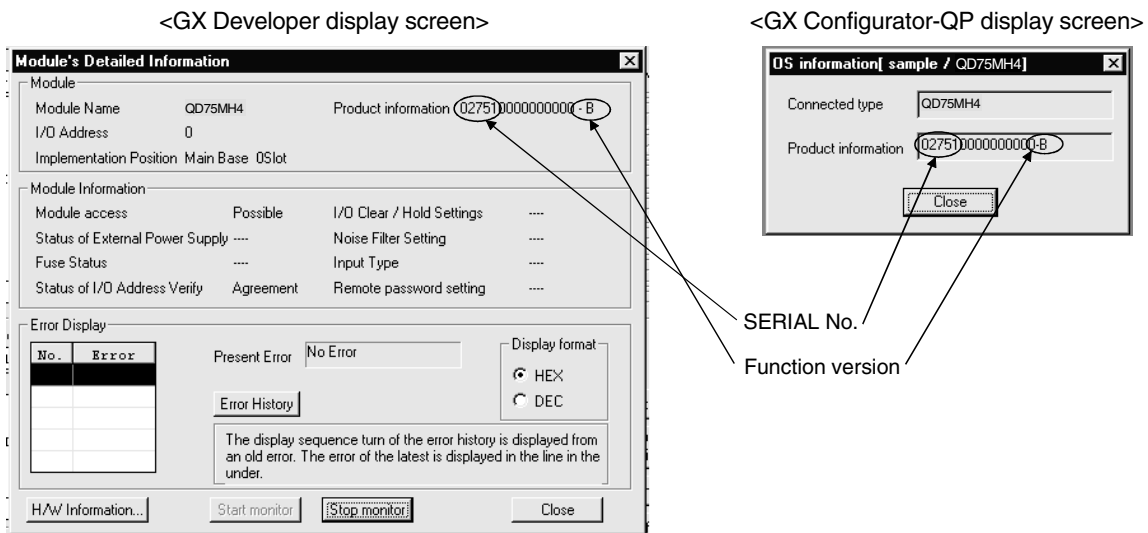 <GX Developer display screen>
Module's Detailed Information
Module
Module Name QD75MH4 Product information 027510000000000 - B
I/O Address 0
Implementation Position Main Base 0Slot
Module Information
Module access Possible I/O Clear / Hold Settings ----
Status of External Power Supply ---- Noise Filter Setting ----
Fuse Status ---- Input Type ----
Status of I/O Address Verify Agreement Remote password setting ----
Error Display
No. Error
Present Error No Error
Display format
HEX
DEC
Error History
The display sequence turn of the error history is displayed from
an old error. The error of the latest is displayed in the line in the
under.
H/W Information... Start monitor Stop monitor Close
<GX Configurator-QP display screen>
OS information[ sample / QD75MH4]
Connected type QD75MH4
Product information 027510000000000-B
Close
SERIAL No.
Function version